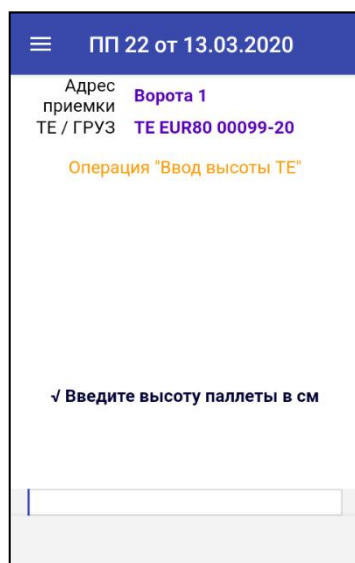 ПП 22 от 13.03.2020
Адрес приемки Ворота 1
ТЕ / ГРУЗ ТЕ EUR80 00099-20
Операция "Ввод высоты ТЕ"
√ Введите высоту паллеты в см